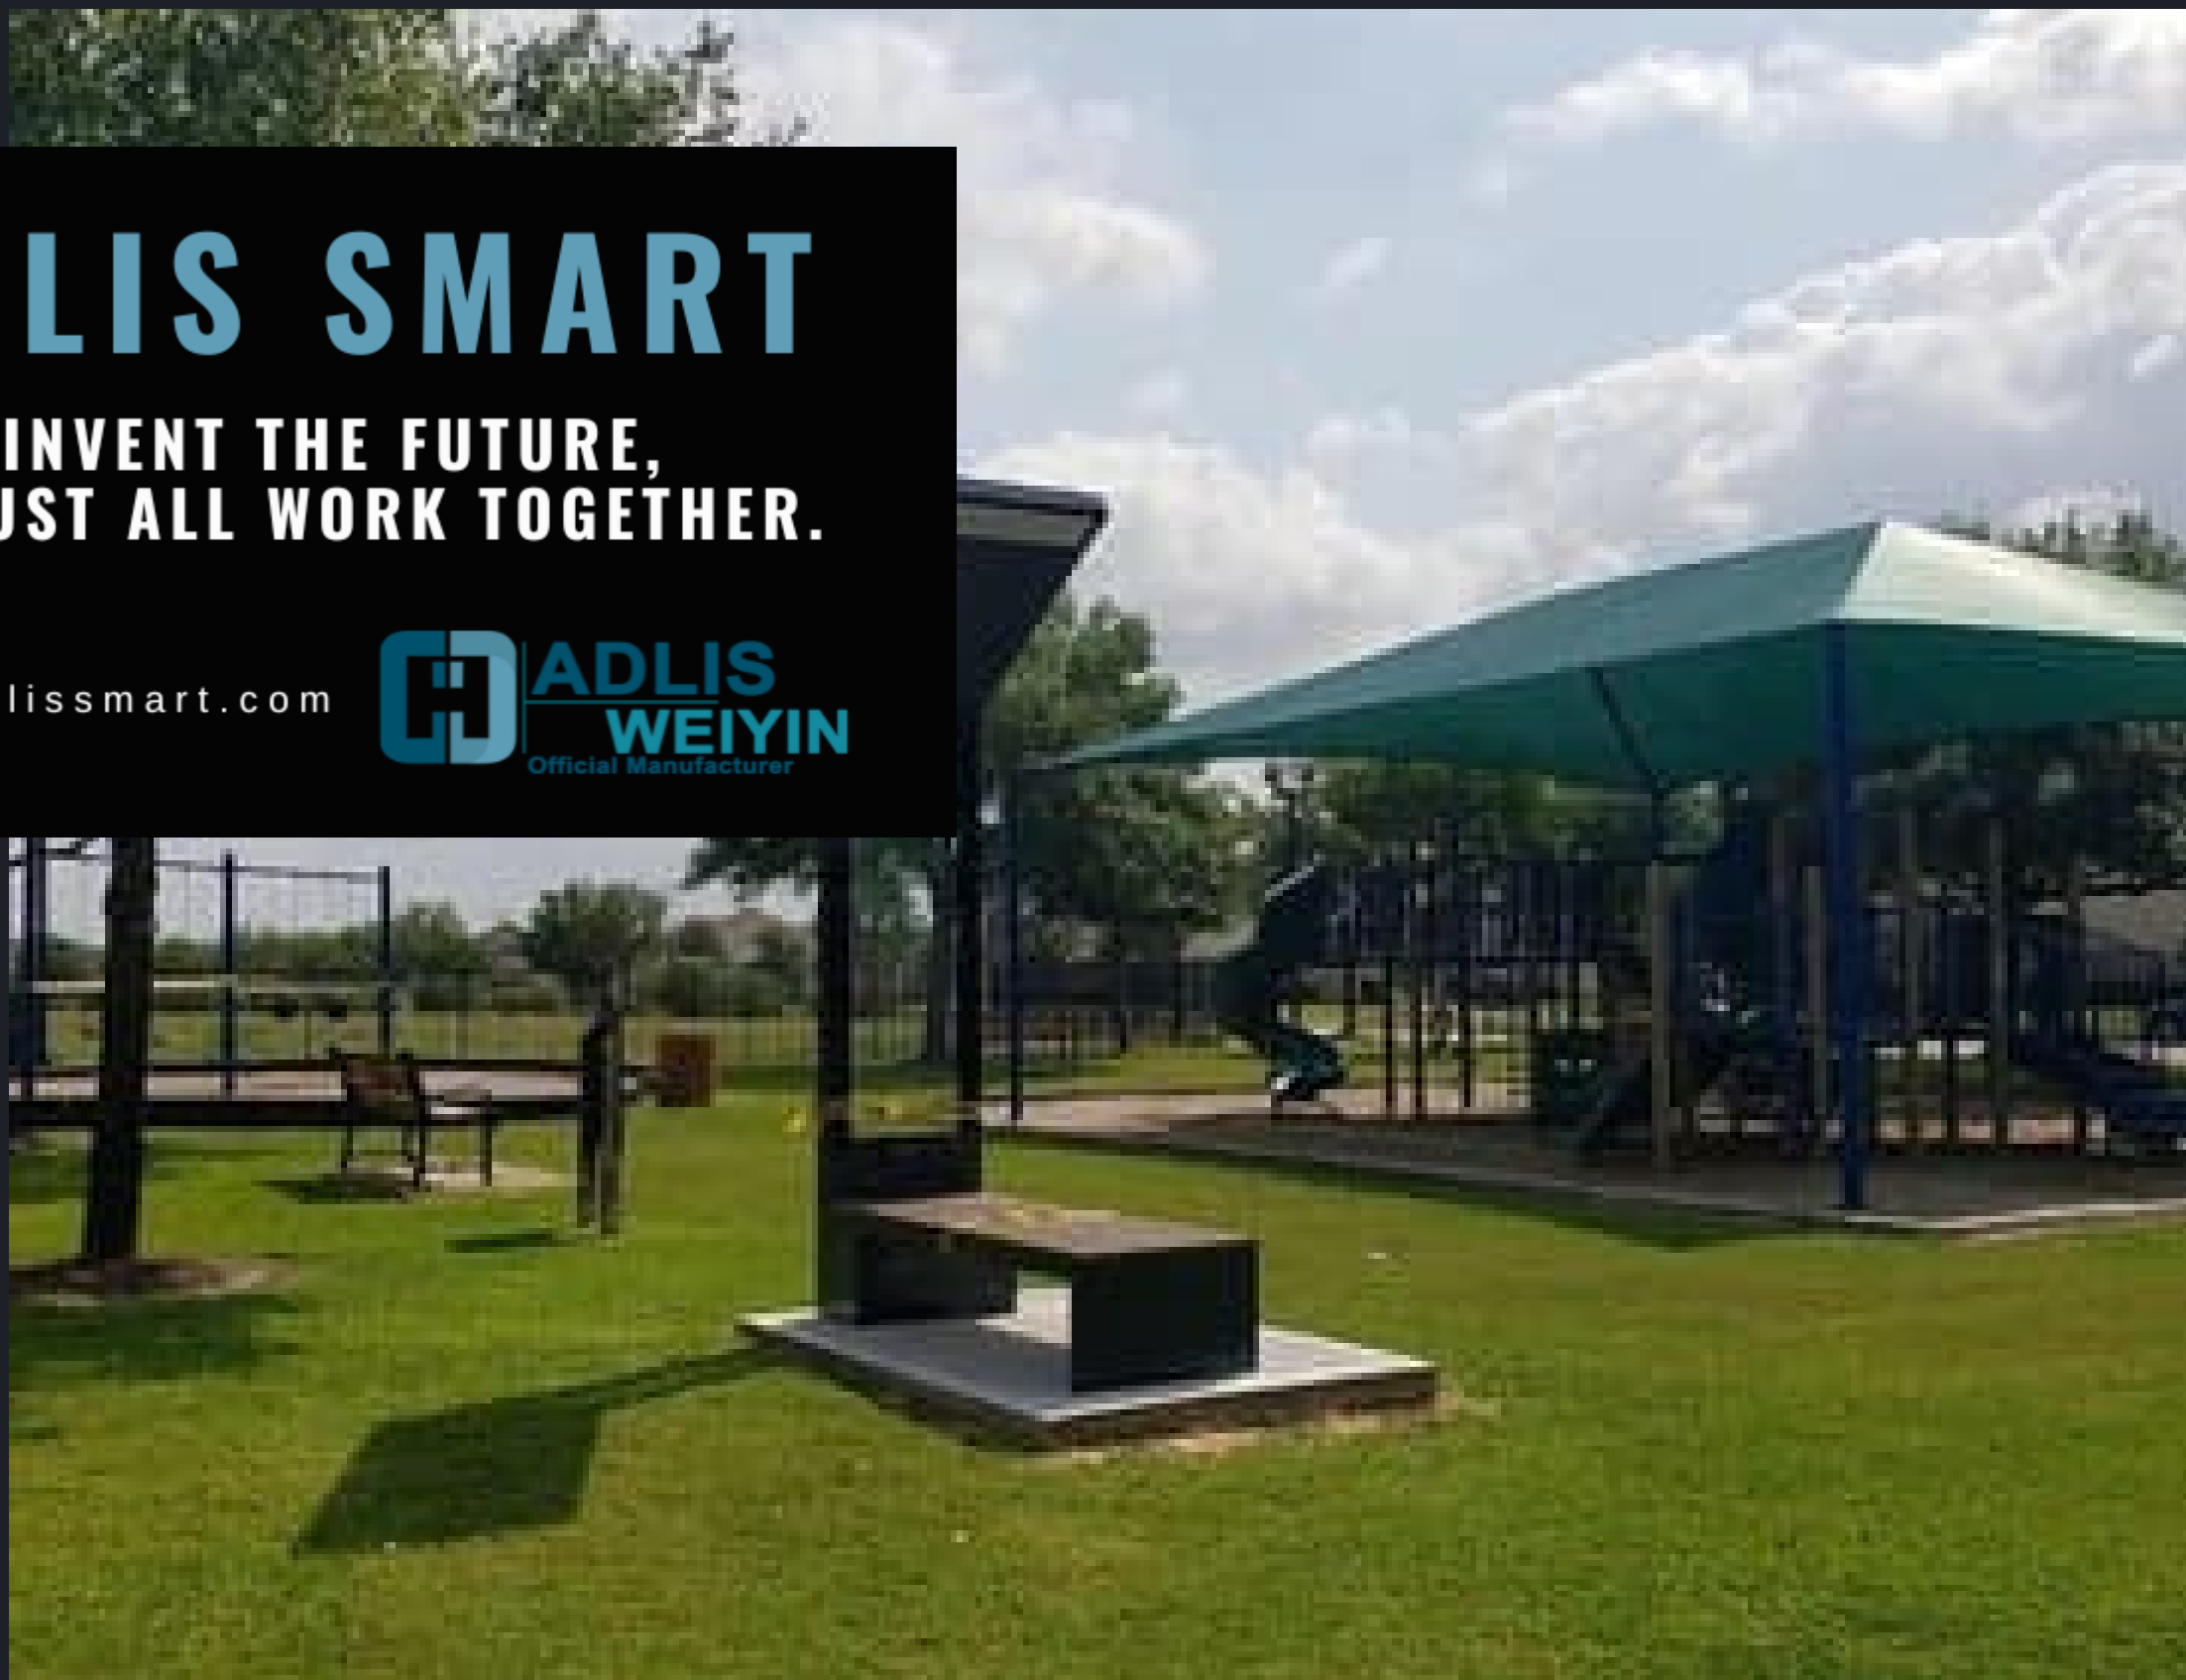 LIS SMART
INVENT THE FUTURE,
UST ALL WORK TOGETHER.
lissmart.com
ADLIS
WEIYIN
Official Manufacturer